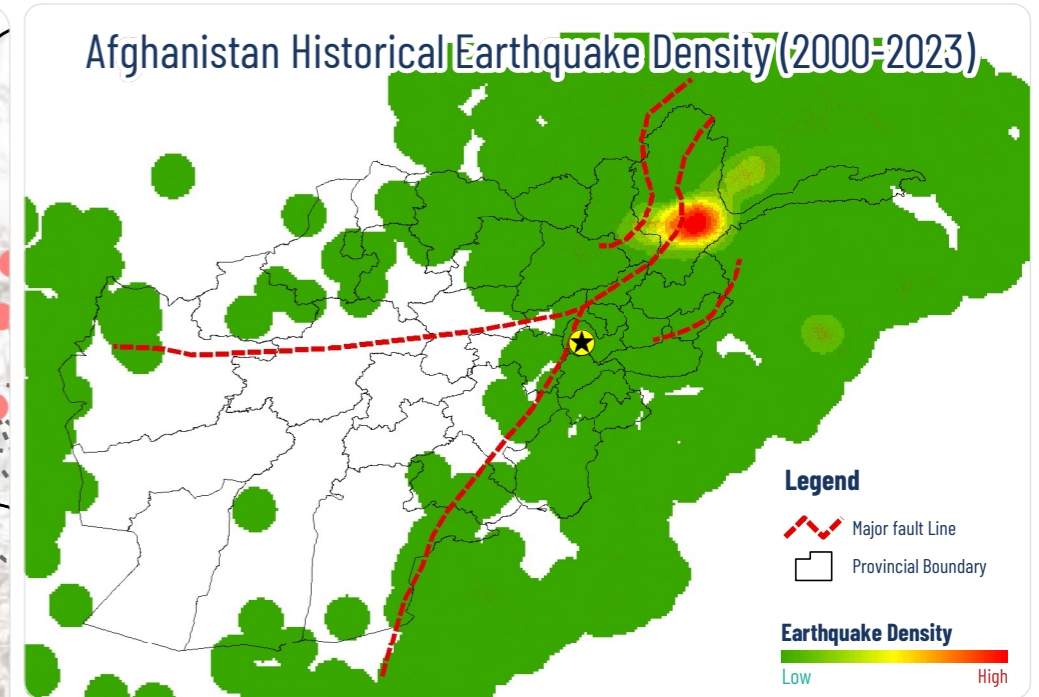 Afghanistan Historical Earthquake Density (2000-2023)
Legend
Major fault Line
Provincial Boundary
Earthquake Density
Low High